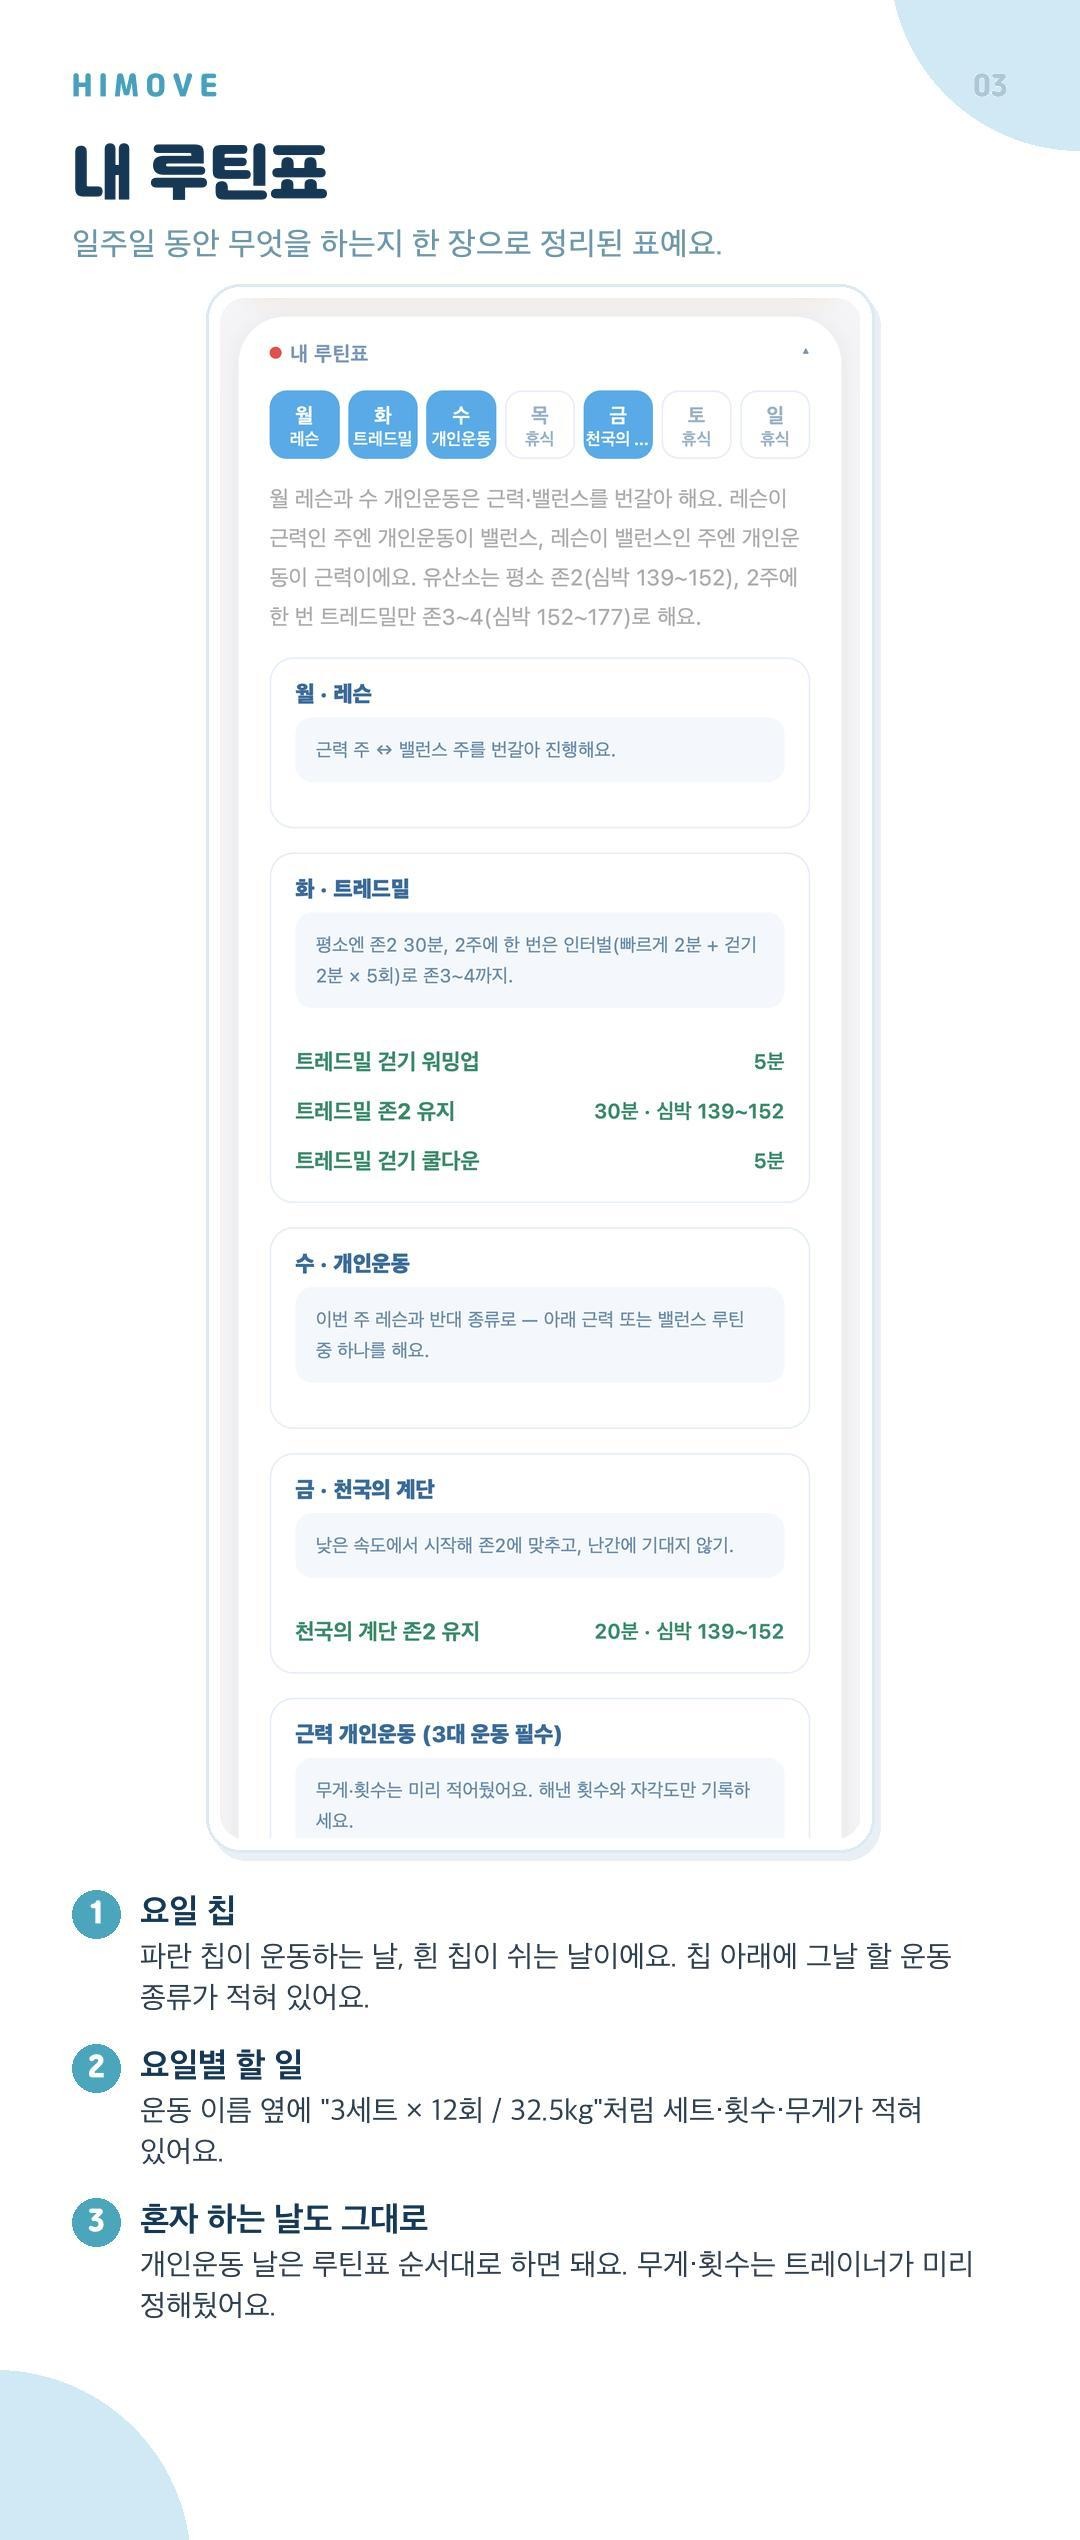 HIMOVE
03
내 루틴표
일주일 동안 무엇을 하는지 한 장으로 정리된 표예요.
내 루틴표
월 화 수 목 금 토 일
레슨 트레드밀 개인운동 휴식 천국의 ... 휴식 휴식
월 레슨과 수 개인운동은 근력·밸런스를 번갈아 해요. 레슨이
근력인 주엔 개인운동이 밸런스, 레슨이 밸런스인 주엔 개인운
동이 근력이에요. 유산소는 평소 존2(심박 139~152), 2주에
한 번 트레드밀만 존3~4(심박 152~177)로 해요.
월 · 레슨
근력 주 ↔ 밸런스 주를 번갈아 진행해요.
화 · 트레드밀
평소엔 존2 30분, 2주에 한 번은 인터벌(빠르게 2분 + 걷기
2분 × 5회)로 존3~4까지.
트레드밀 걷기 워밍업 5분
트레드밀 존2 유지 30분 · 심박 139~152
트레드밀 걷기 쿨다운 5분
수 · 개인운동
이번 주 레슨과 반대 종류로 — 아래 근력 또는 밸런스 루틴
중 하나를 해요.
금 · 천국의 계단
낮은 속도에서 시작해 존2에 맞추고, 난간에 기대지 않기.
천국의 계단 존2 유지 20분 · 심박 139~152
근력 개인운동 (3대 운동 필수)
무게·횟수는 미리 적어뒀어요. 해낸 횟수와 자각도만 기록하
세요.
1 요일 칩
파란 칩이 운동하는 날, 흰 칩이 쉬는 날이에요. 칩 아래에 그날 할 운동
종류가 적혀 있어요.
2 요일별 할 일
운동 이름 옆에 "3세트 × 12회 / 32.5kg"처럼 세트·횟수·무게가 적혀
있어요.
3 혼자 하는 날도 그대로
개인운동 날은 루틴표 순서대로 하면 돼요. 무게·횟수는 트레이너가 미리
정해뒀어요.